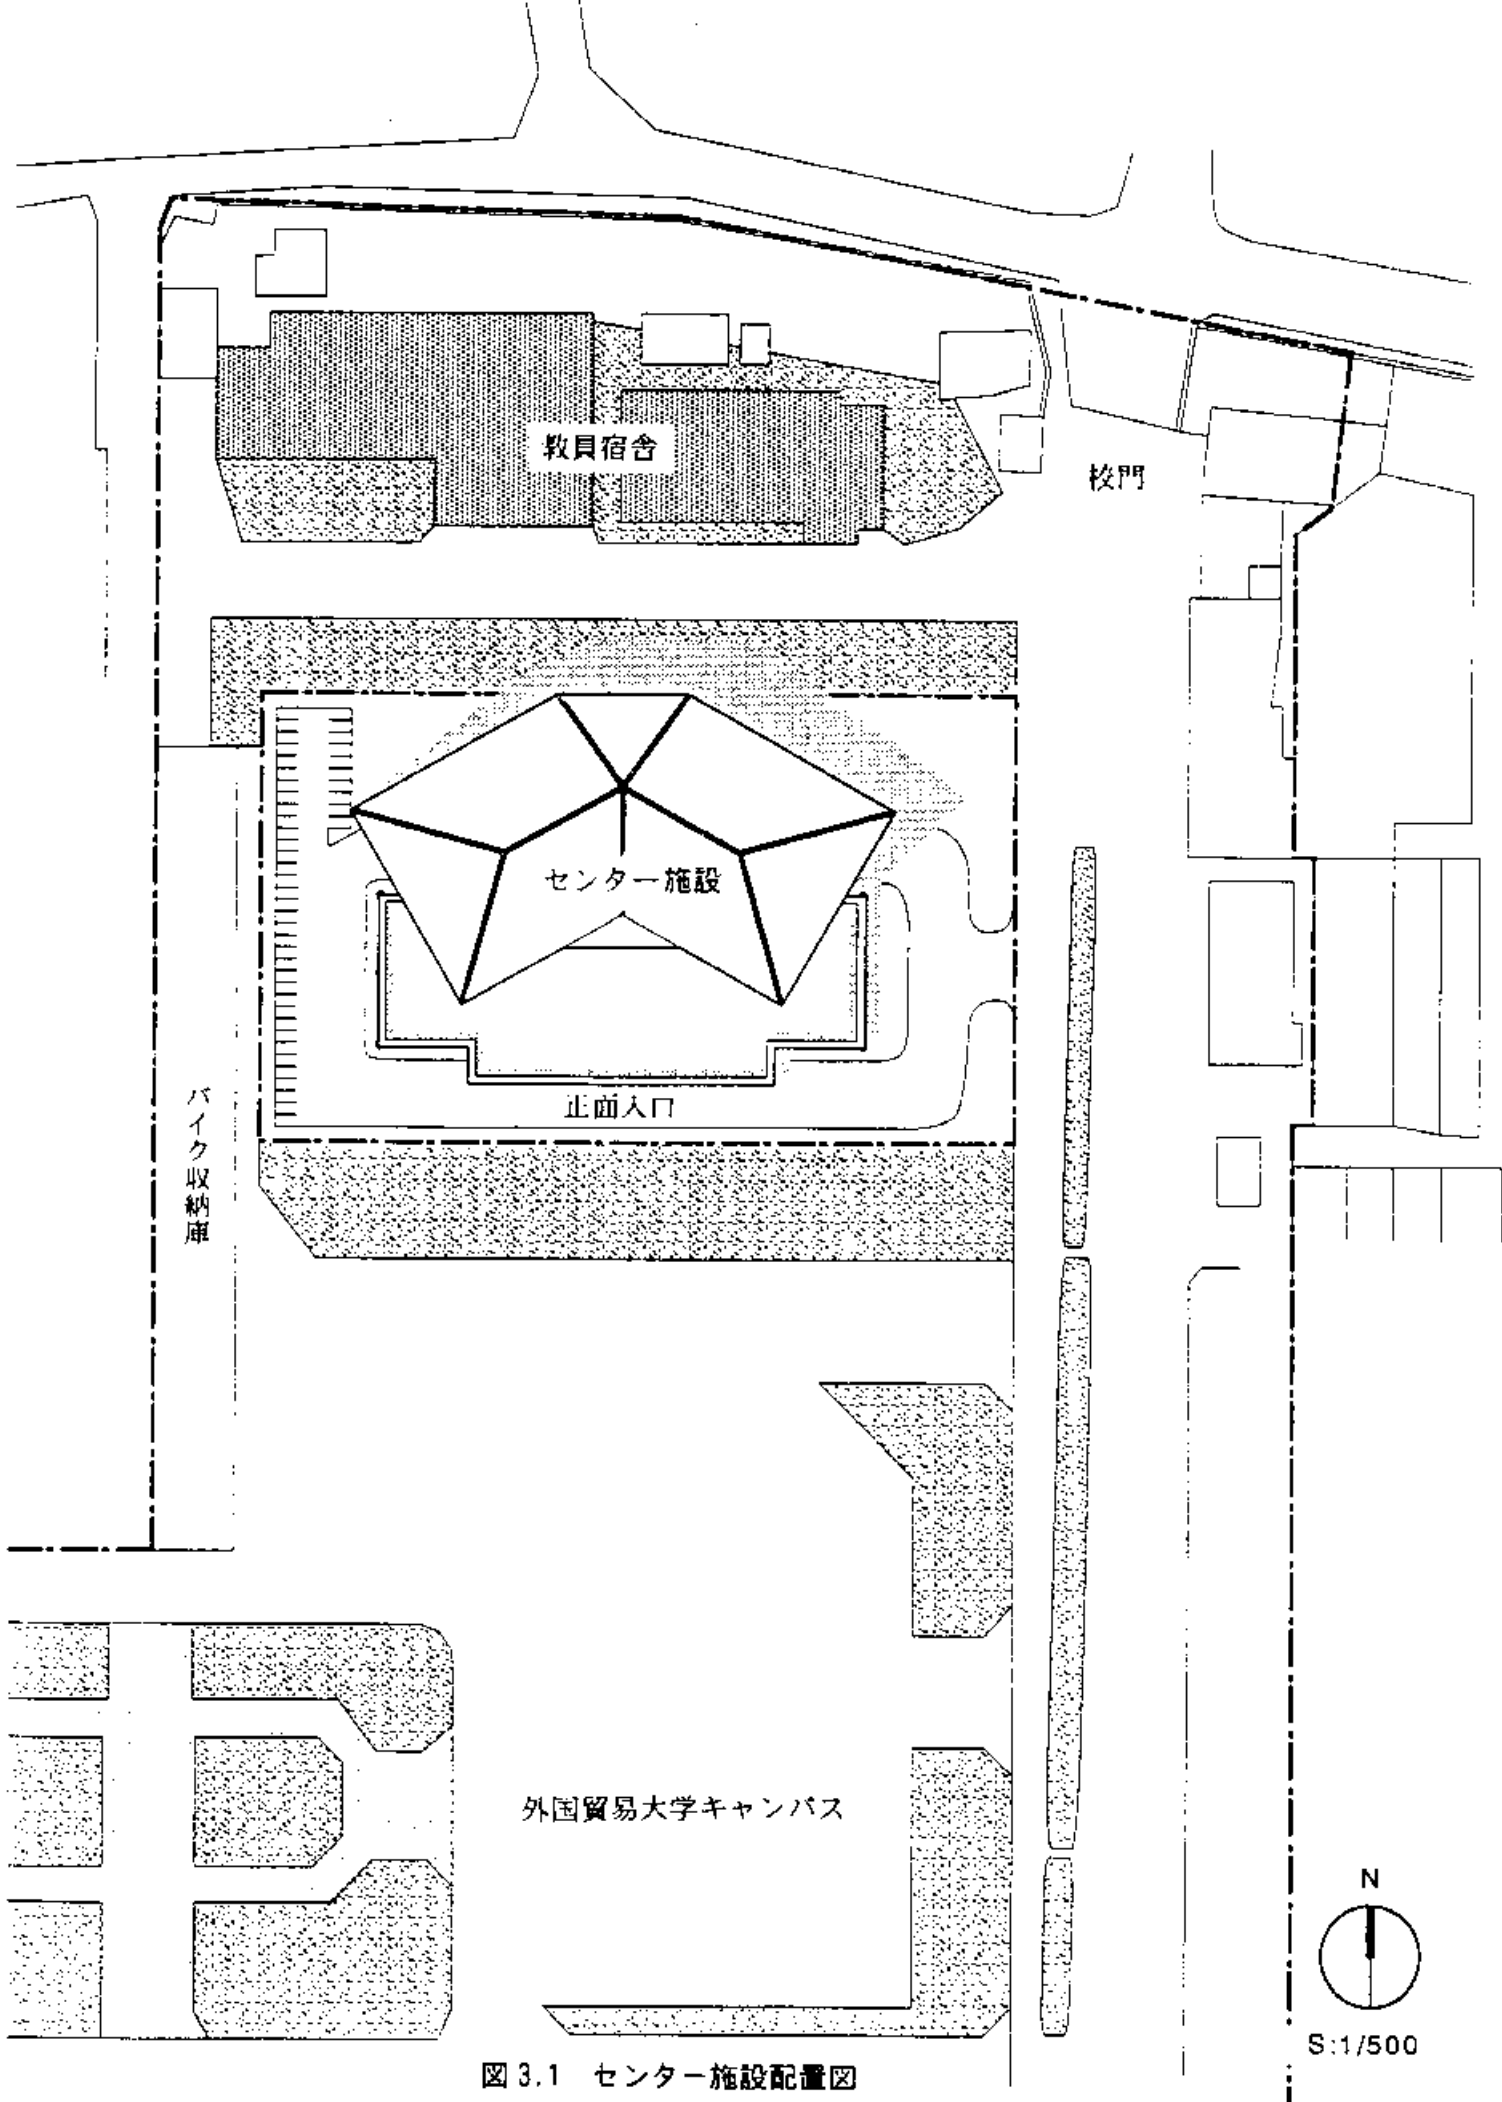 教員宿舎
校門
センター施設
正面入口
バイク収納庫
外国貿易大学キャンパス
N
S:1/500
図3.1 センター施設配置図